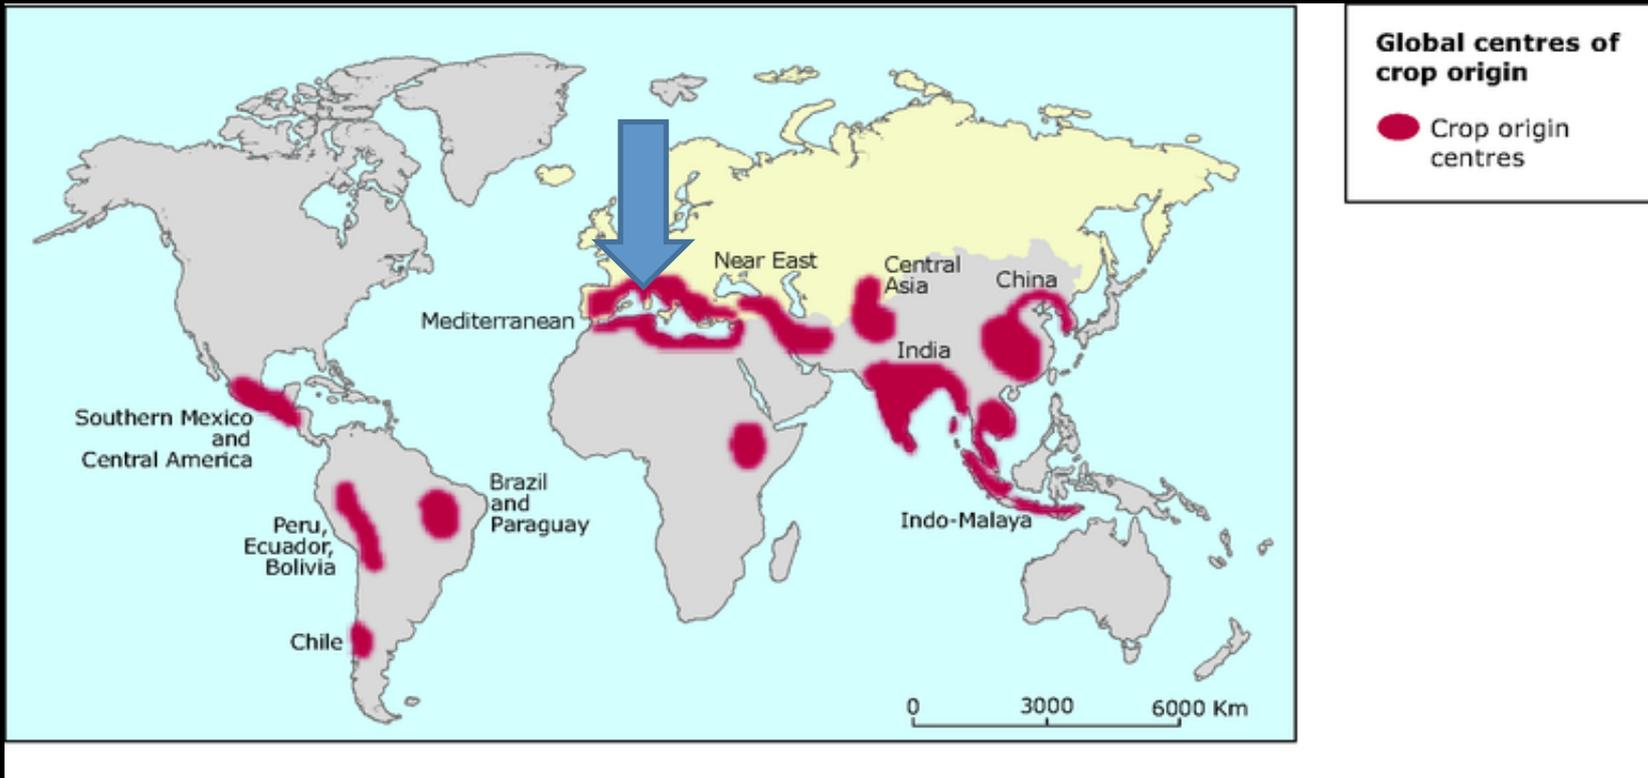 Global centres of
crop origin
Crop origin
centres
Near East
Central
Asia
China
Mediterranean
India
Southern Mexico
and
Central America
Brazil
and
Paraguay
Peru,
Ecuador,
Bolivia
Indo-Malaya
Chile
0 3000 6000 Km